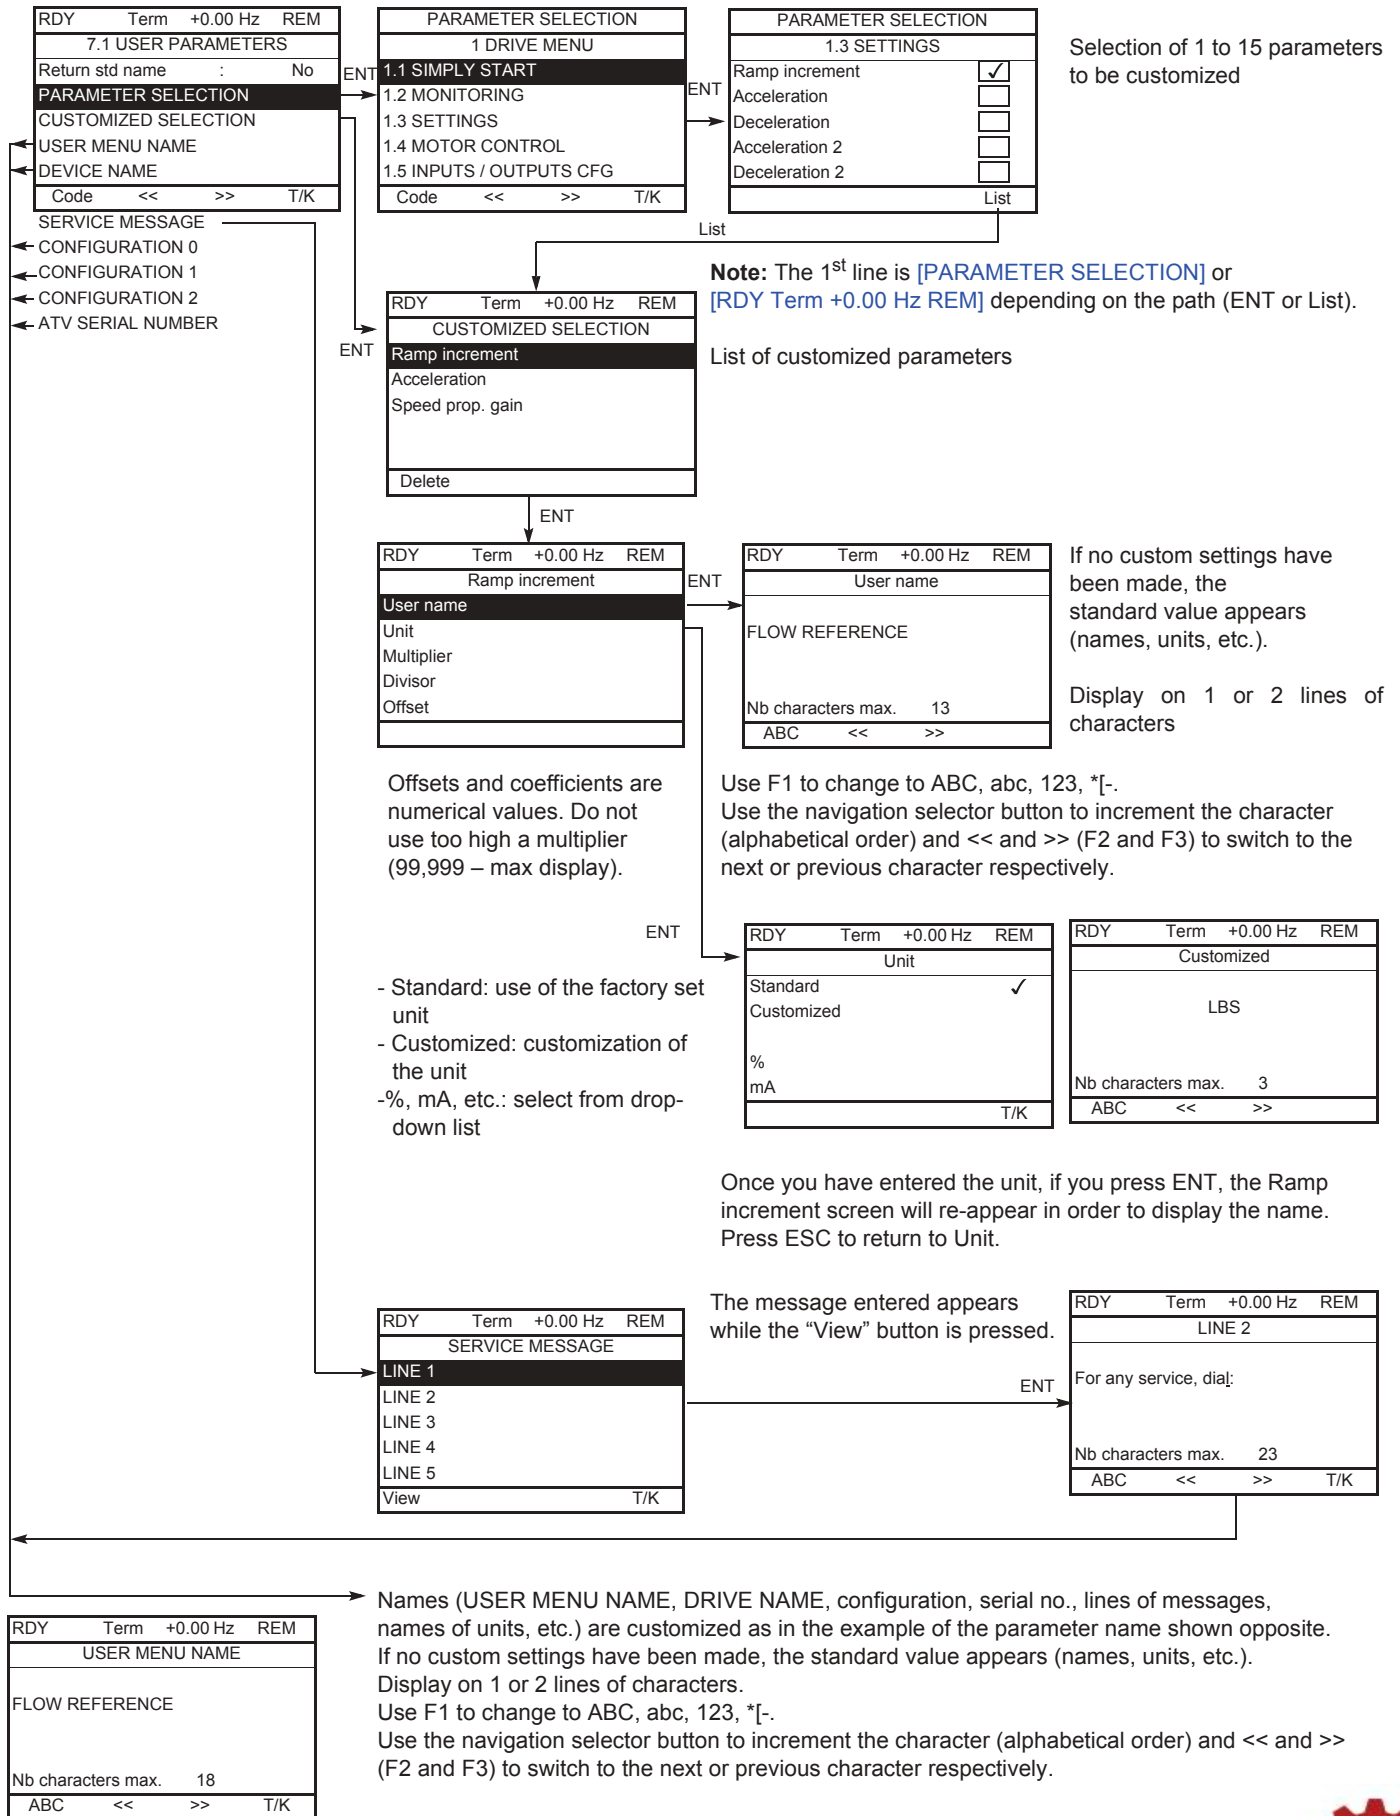 RDY Term +0.00 Hz REM
7.1 USER PARAMETERS
Return std name : No
PARAMETER SELECTION
CUSTOMIZED SELECTION
USER MENU NAME
DEVICE NAME
Code << >> T/K
SERVICE MESSAGE
CONFIGURATION 0
CONFIGURATION 1
CONFIGURATION 2
ATV SERIAL NUMBER
ENT
PARAMETER SELECTION
1 DRIVE MENU
1.1 SIMPLY START
1.2 MONITORING
1.3 SETTINGS
1.4 MOTOR CONTROL
1.5 INPUTS / OUTPUTS CFG
Code << >> T/K
ENT
PARAMETER SELECTION
1.3 SETTINGS
Ramp increment ✓
Acceleration
Deceleration
Acceleration 2
Deceleration 2
List
Selection of 1 to 15 parameters
to be customized
List
Note: The 1st line is [PARAMETER SELECTION] or
[RDY Term +0.00 Hz REM] depending on the path (ENT or List).
ENT
RDY Term +0.00 Hz REM
CUSTOMIZED SELECTION
Ramp increment
Acceleration
Speed prop. gain
Delete
List of customized parameters
ENT
RDY Term +0.00 Hz REM
Ramp increment
User name
Unit
Multiplier
Divisor
Offset
ENT
RDY Term +0.00 Hz REM
User name
FLOW REFERENCE
Nb characters max. 13
ABC << >>
If no custom settings have
been made, the
standard value appears
(names, units, etc.).
Display on 1 or 2 lines of
characters
Offsets and coefficients are
numerical values. Do not
use too high a multiplier
(99,999 – max display).
Use F1 to change to ABC, abc, 123, *[-.
Use the navigation selector button to increment the character
(alphabetical order) and << and >> (F2 and F3) to switch to the
next or previous character respectively.
ENT
- Standard: use of the factory set
unit
- Customized: customization of
the unit
-%, mA, etc.: select from drop-
down list
RDY Term +0.00 Hz REM
Unit
Standard ✓
Customized
%
mA
T/K
RDY Term +0.00 Hz REM
Customized
LBS
Nb characters max. 3
ABC << >>
Once you have entered the unit, if you press ENT, the Ramp
increment screen will re-appear in order to display the name.
Press ESC to return to Unit.
RDY Term +0.00 Hz REM
SERVICE MESSAGE
LINE 1
LINE 2
LINE 3
LINE 4
LINE 5
View T/K
The message entered appears
while the “View” button is pressed.
ENT
RDY Term +0.00 Hz REM
LINE 2
For any service, dial:
Nb characters max. 23
ABC << >> T/K
Names (USER MENU NAME, DRIVE NAME, configuration, serial no., lines of messages,
names of units, etc.) are customized as in the example of the parameter name shown opposite.
If no custom settings have been made, the standard value appears (names, units, etc.).
Display on 1 or 2 lines of characters.
Use F1 to change to ABC, abc, 123, *[-.
Use the navigation selector button to increment the character (alphabetical order) and << and >>
(F2 and F3) to switch to the next or previous character respectively.
RDY Term +0.00 Hz REM
USER MENU NAME
FLOW REFERENCE
Nb characters max. 18
ABC << >> T/K